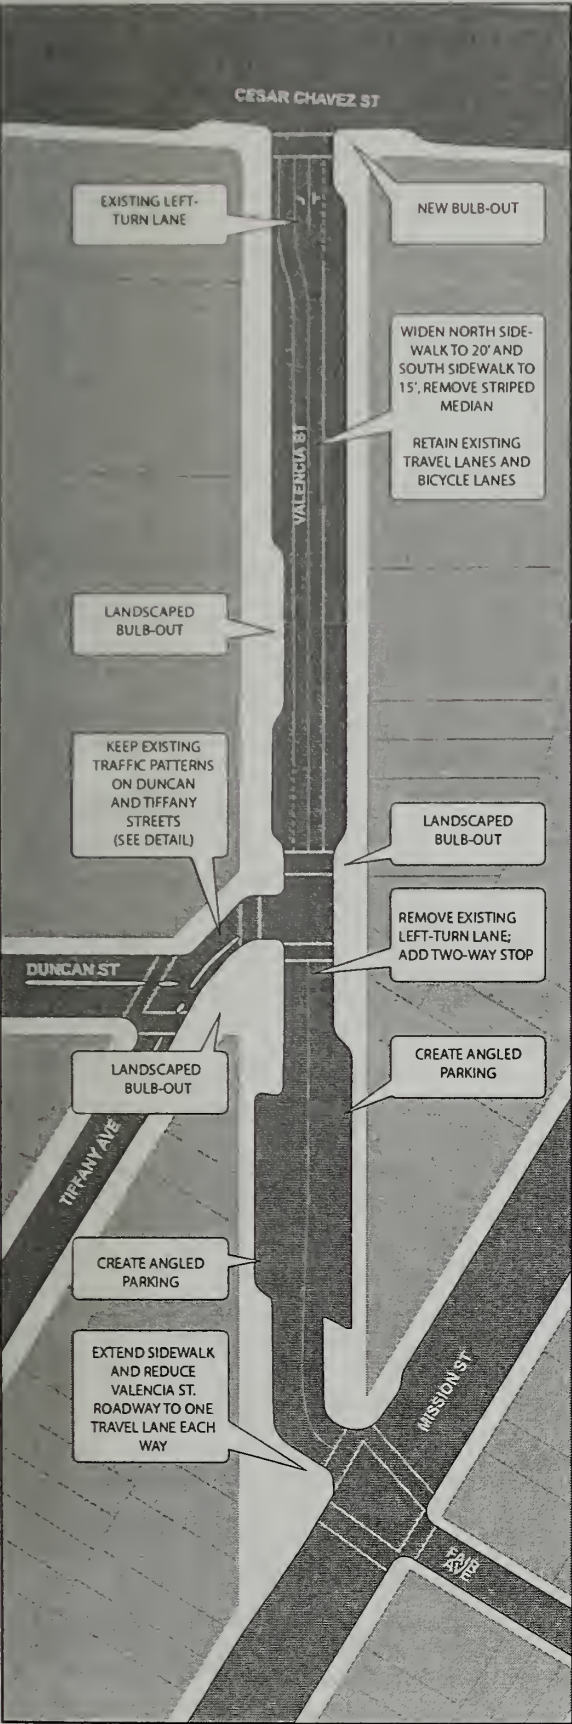 CESAR CHAVEZ ST
EXISTING LEFT-
TURN LANE
NEW BULB-OUT
WIDEN NORTH SIDE-
WALK TO 20' AND
SOUTH SIDEWALK TO
15', REMOVE STRIPED
MEDIAN
RETAIN EXISTING
TRAVEL LANES AND
BICYCLE LANES
VALENCIA ST
LANDSCAPED
BULB-OUT
KEEP EXISTING
TRAFFIC PATTERNS
ON DUNCAN
AND TIFFANY
STREETS
(SEE DETAIL)
LANDSCAPED
BULB-OUT
REMOVE EXISTING
LEFT-TURN LANE;
ADD TWO-WAY STOP
DUNCAN ST
CREATE ANGLED
PARKING
LANDSCAPED
BULB-OUT
TIFFANY AVE
CREATE ANGLED
PARKING
EXTEND SIDEWALK
AND REDUCE
VALENCIA ST.
ROADWAY TO ONE
TRAVEL LANE EACH
WAY
MISSION ST
FAIR
AVE